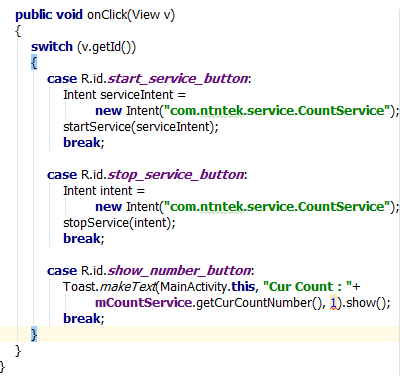 public void onClick(View v)
{
switch (v.getId())
{
case R.id.start_service_button:
Intent serviceIntent =
new Intent("com.ntntek.service.CountService");
startService(serviceIntent);
break;
case R.id.stop_service_button:
Intent intent =
new Intent("com.ntntek.service.CountService");
stopService(intent);
break;
case R.id.show_number_button:
Toast.makeText(MainActivity.this, "Cur Count : "+
mCountService.getCurCountNumber(), 1).show();
break;
}
}
}